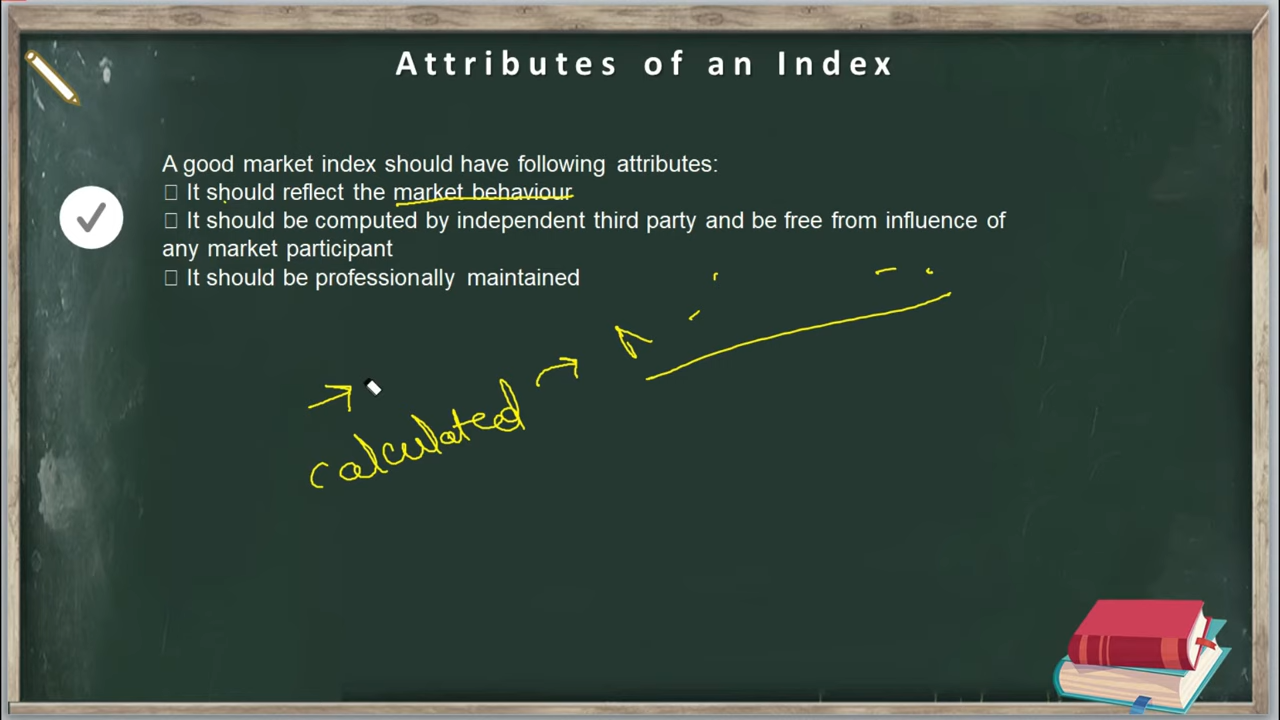 Attributes of an Index
A good market index should have following attributes:
□ It should reflect the market behaviour
□ It should be computed by independent third party and be free from influence of
any market participant
□ It should be professionally maintained
calculated